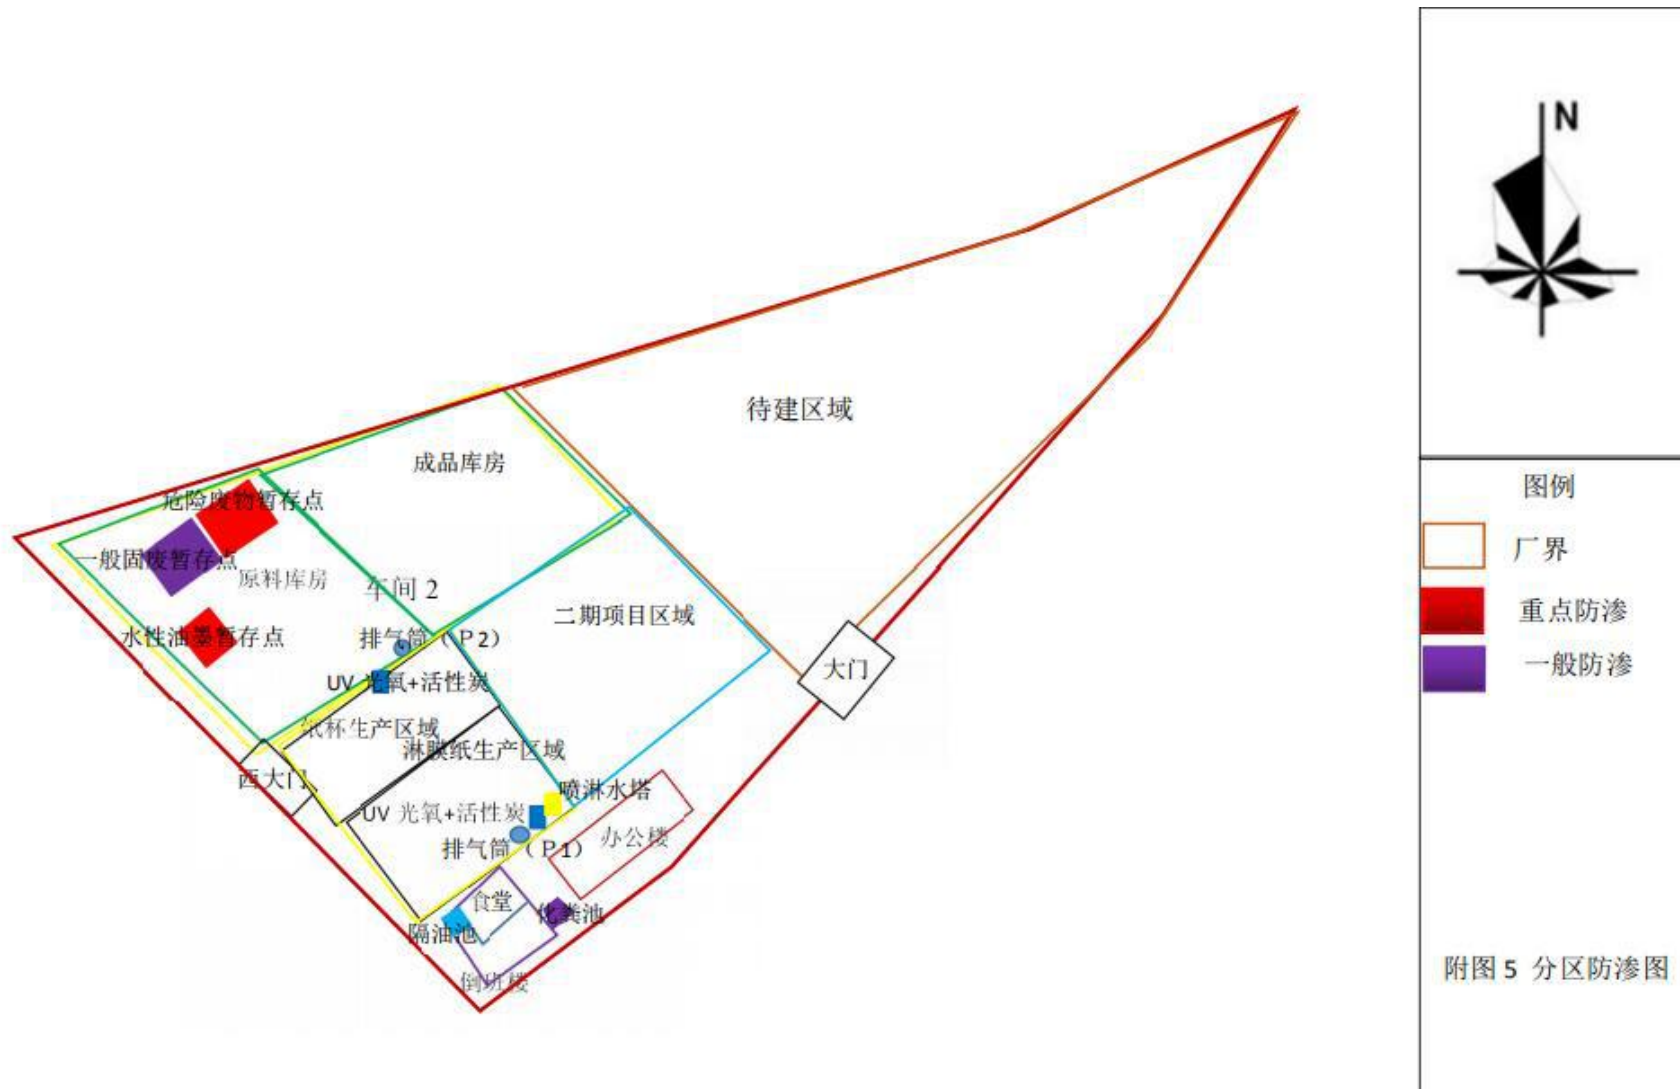 N
待建区域
成品库房
图例
危险废物暂存点
厂界
一般固废暂存点
原料库房
车间 2
重点防渗
二期项目区域
水性油墨暂存点
排气筒（P2）
一般防渗
大门
UV 光氧+活性炭
纸杯生产区域
淋膜纸生产区域
西大门
喷淋水塔
UV 光氧+活性炭
办公楼
排气筒（P1）
食堂
化粪池
隔油池
附图 5 分区防渗图
倒班楼